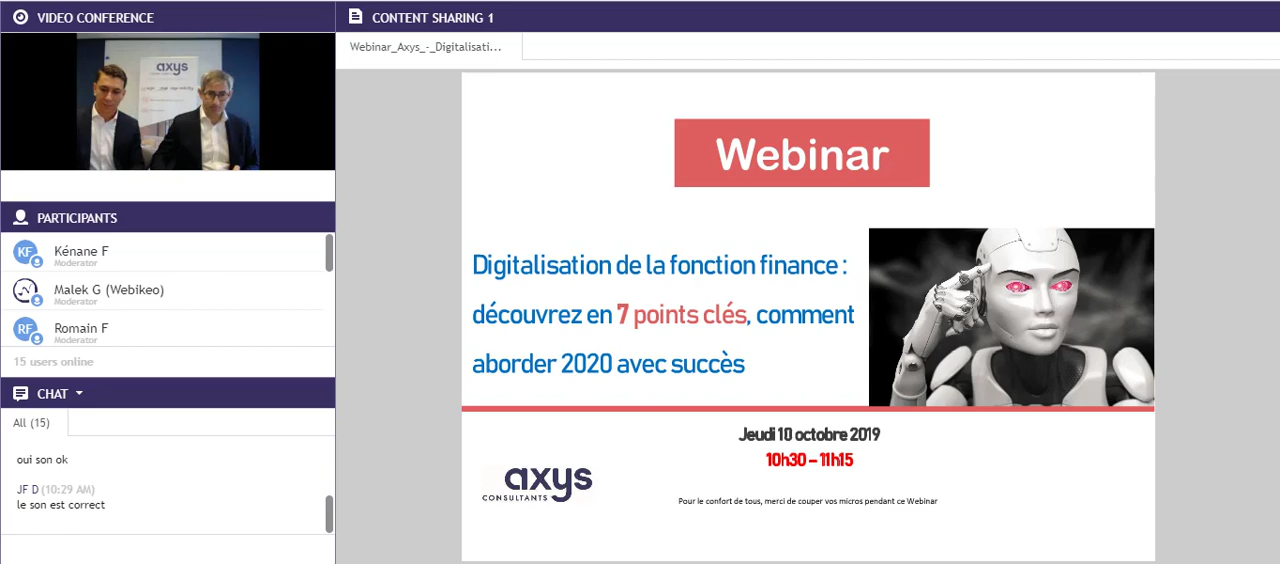 VIDEO CONFERENCE
axys
PARTICIPANTS
KF
Kénane F
Moderator
Malek G (Webikeo)
Moderator
RF
Romain F
Moderator
15 users online
CHAT
All (15)
oui son ok
JF D (10:29 AM)
le son est correct
CONTENT SHARING 1
Webinar_Axys_-_Digitalisati...
Webinar
Digitalisation de la fonction finance :
découvrez en 7 points clés, comment
aborder 2020 avec succès
Jeudi 10 octobre 2019
10h30 – 11h15
axys
CONSULTANTS
Pour le confort de tous, merci de couper vos micros pendant ce Webinar